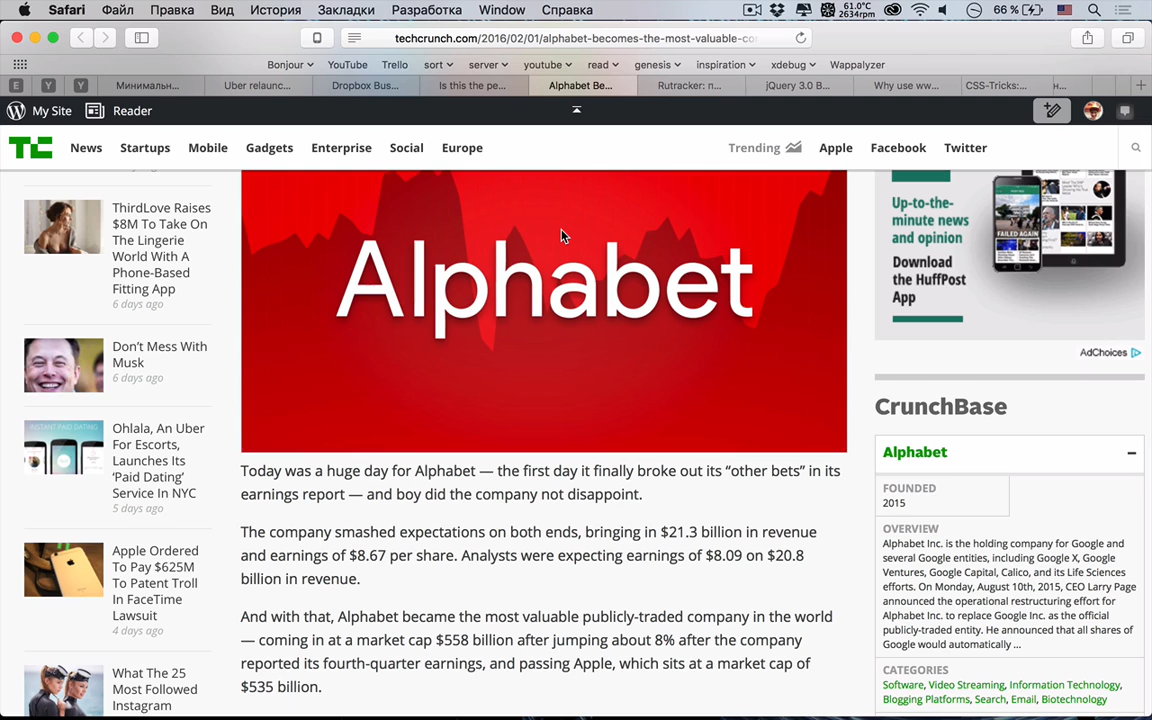 Safari Файл Правка Вид История Закладки Разработка Window Справка
61.0°C
2634rpm
66 %
techcrunch.com/2016/02/01/alphabet-becomes-the-most-valuable-co
Bonjour YouTube Trello sort server youtube read genesis inspiration xdebug Wappalyzer
E Y Y Минимальн... Uber relaunc... Dropbox Bus... Is this the pe... Alphabet Be... Rutracker: n... jQuery 3.0 B... Why use ww... CSS-Tricks:... н...
My Site Reader
TC News Startups Mobile Gadgets Enterprise Social Europe Trending Apple Facebook Twitter
ThirdLove Raises
$8M To Take On
The Lingerie
World With A
Phone-Based
Fitting App
6 days ago
Don't Mess With
Musk
6 days ago
INSTANT PAID DATING
Ohlala, An Uber
For Escorts,
Launches Its
'Paid Dating'
Service In NYC
5 days ago
Apple Ordered
To Pay $625M
To Patent Troll
In FaceTime
Lawsuit
4 days ago
What The 25
Most Followed
Instagram
Alphabet
Today was a huge day for Alphabet — the first day it finally broke out its “other bets” in its
earnings report — and boy did the company not disappoint.
The company smashed expectations on both ends, bringing in $21.3 billion in revenue
and earnings of $8.67 per share. Analysts were expecting earnings of $8.09 on $20.8
billion in revenue.
And with that, Alphabet became the most valuable publicly-traded company in the world
— coming in at a market cap $558 billion after jumping about 8% after the company
reported its fourth-quarter earnings, and passing Apple, which sits at a market cap of
$535 billion.
Up-to-the-
minute news
and opinion
Download
the HuffPost
App
FAILED AGAIN
AdChoices
CrunchBase
Alphabet
FOUNDED
2015
OVERVIEW
Alphabet Inc. is the holding company for Google and
several Google entities, including Google X, Google
Ventures, Google Capital, Calico, and its Life Sciences
efforts. On Monday, August 10th, 2015, CEO Larry Page
announced the operational restructuring effort for
Alphabet Inc. to replace Google Inc. as the official
publicly-traded entity. He announced that all shares of
Google would automatically ...
CATEGORIES
Software, Video Streaming, Information Technology,
Blogging Platforms, Search, Email, Biotechnology